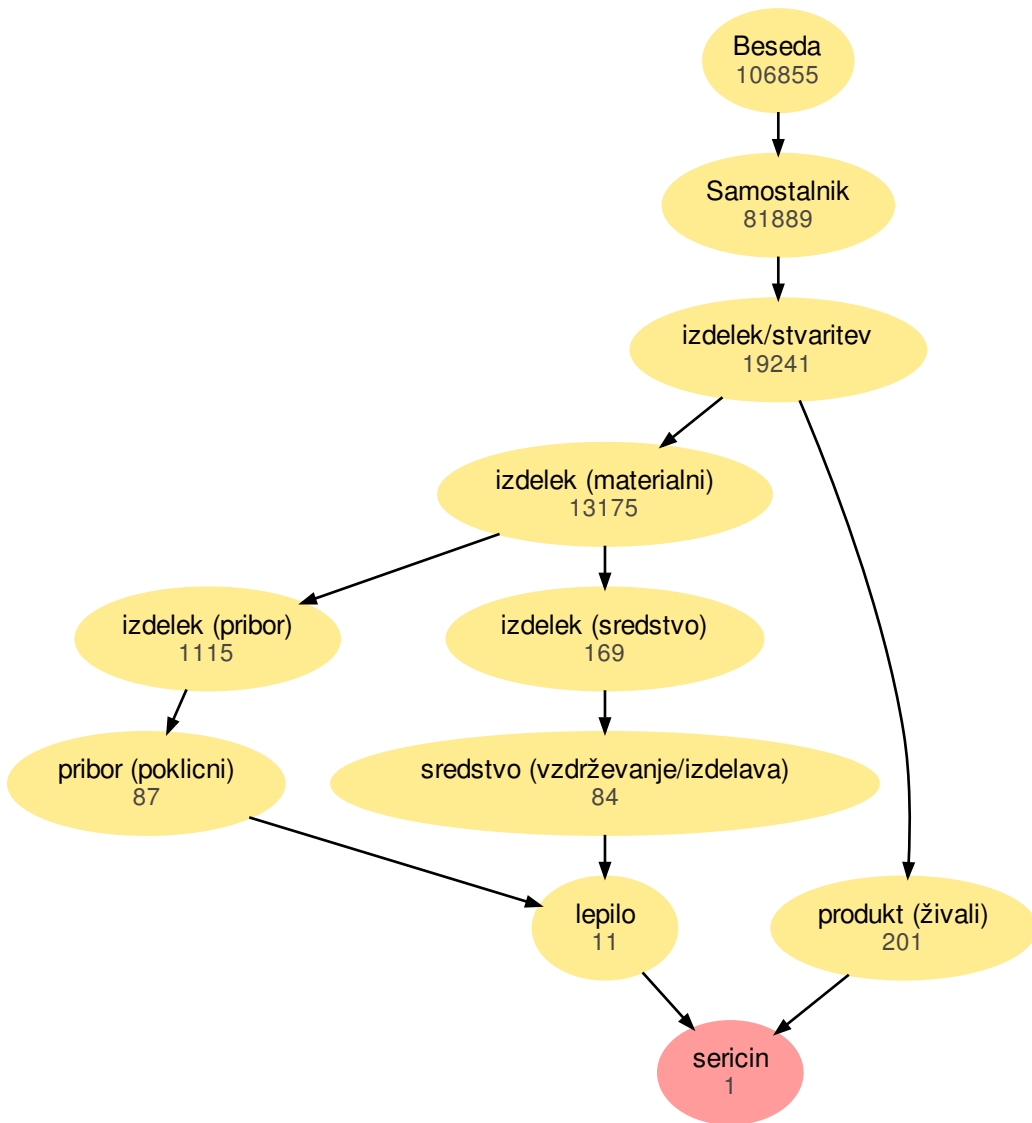 Beseda
106855
Samostalnik
81889
izdelek/stvaritev
19241
izdelek (materialni)
13175
izdelek (pribor)
1115
izdelek (sredstvo)
169
pribor (poklicni)
87
sredstvo (vzdrževanje/izdelava)
84
lepilo
11
produkt (živali)
201
sericin
1